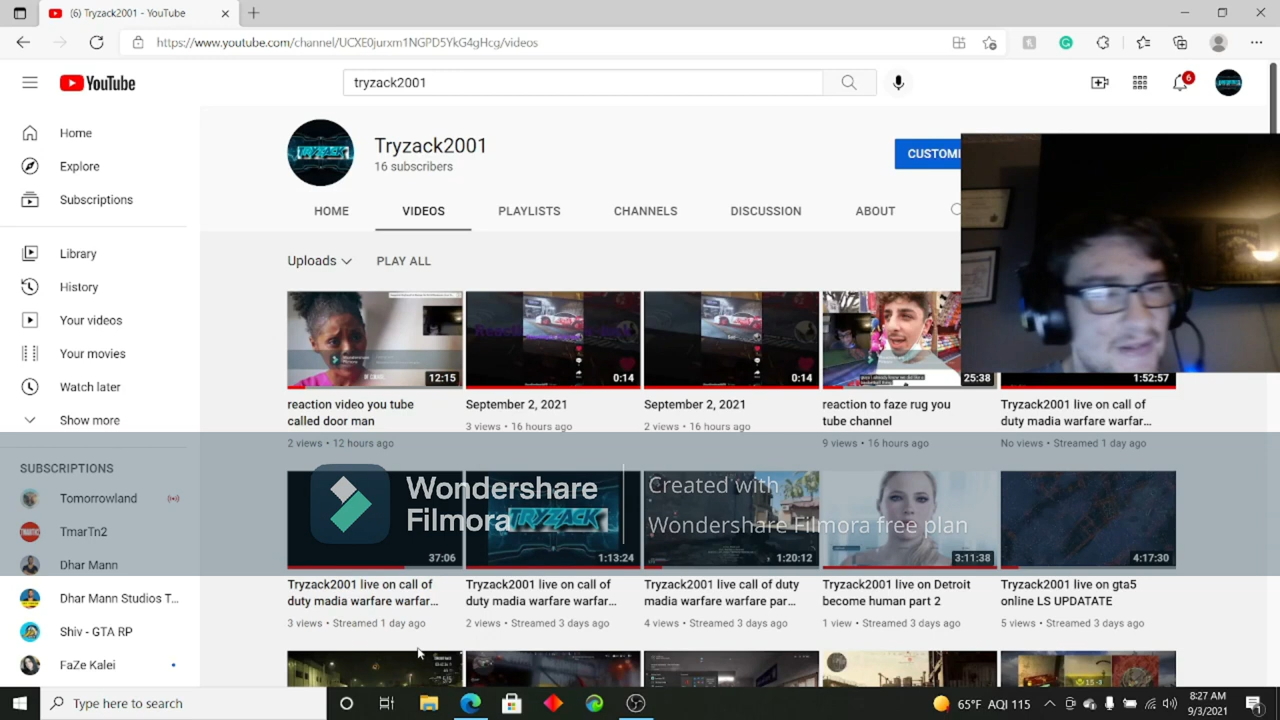 (6) Tryzack2001 - YouTube
https://www.youtube.com/channel/UCXE0jurxm1NGPD5YkG4gHcg/videos
YouTube
tryzack2001
6
Home
Explore
Subscriptions
Library
History
Your videos
Your movies
Watch later
Show more
SUBSCRIPTIONS
Tomorrowland
TmarTn2
Dhar Mann
Dhar Mann Studios T...
Shiv - GTA RP
FaZe Kalei
Tryzack2001
16 subscribers
CUSTOMI
HOME
VIDEOS
PLAYLISTS
CHANNELS
DISCUSSION
ABOUT
Uploads
PLAY ALL
12:15
0:14
0:14
25:38
1:52:57
reaction video you tube
called door man
2 views • 12 hours ago
September 2, 2021
3 views • 16 hours ago
September 2, 2021
2 views • 16 hours ago
reaction to faze rug you
tube channel
9 views • 16 hours ago
Tryzack2001 live on call of
duty madia warfare warfar...
No views • Streamed 1 day ago
Wondershare
Filmora
Created with
Wondershare Filmora free plan
TRYZACK
37:06
1:13:24
1:20:12
3:11:38
4:17:30
Tryzack2001 live on call of
duty madia warfare warfar...
3 views • Streamed 1 day ago
Tryzack2001 live on call of
duty madia warfare warfar...
2 views • Streamed 3 days ago
Tryzack2001 live call of duty
madia warfare warfare par...
4 views • Streamed 3 days ago
Tryzack2001 live on Detroit
become human part 2
1 view • Streamed 3 days ago
Tryzack2001 live on gta5
online LS UPDATATE
5 views • Streamed 3 days ago
Type here to search
65°F AQI 115
8:27 AM
9/3/2021
1